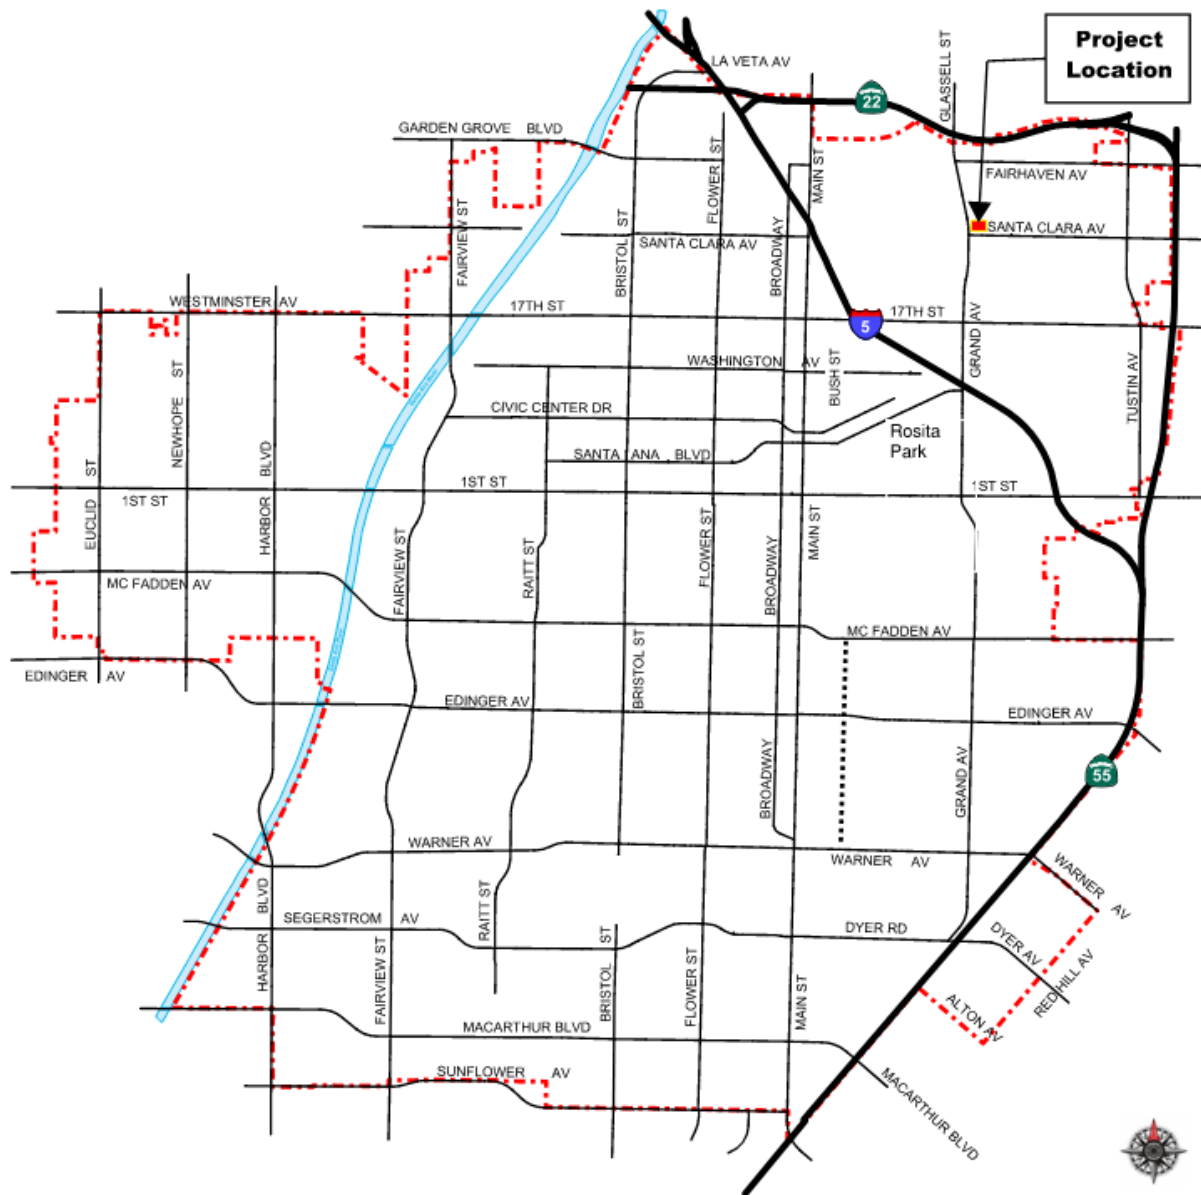 Project
Location
LA VETA AV
22
GLASSELL ST
GARDEN GROVE BLVD
FLOWER ST
MAIN ST
FAIRHAVEN AV
FAIRVIEW ST
BRISTOL ST
SANTA CLARA AV
BROADWAY
SANTA CLARA AV
WESTMINSTER AV
17TH ST
17TH ST
5
GRAND AV
WASHINGTON AV
BUSH ST
TUSTIN AV
NEWHOPE ST
CIVIC CENTER DR
Rosita
Park
EUCLID ST
HARBOR BLVD
SANTA ANA BLVD
1ST ST
1ST ST
1ST ST
FAIRVIEW ST
RAITT ST
FLOWER ST
BROADWAY
MAIN ST
MC FADDEN AV
MC FADDEN AV
EDINGER AV
BRISTOL ST
EDINGER AV
EDINGER AV
BROADWAY
GRAND AV
55
WARNER AV
WARNER AV
WARNER AV
HARBOR BLVD
SEGERSTROM AV
RAITT ST
FAIRVIEW ST
BRISTOL ST
FLOWER ST
MAIN ST
DYER RD
DYER AV
RED HILL AV
ALTON AV
MACARTHUR BLVD
SUNFLOWER AV
MACARTHUR BLVD